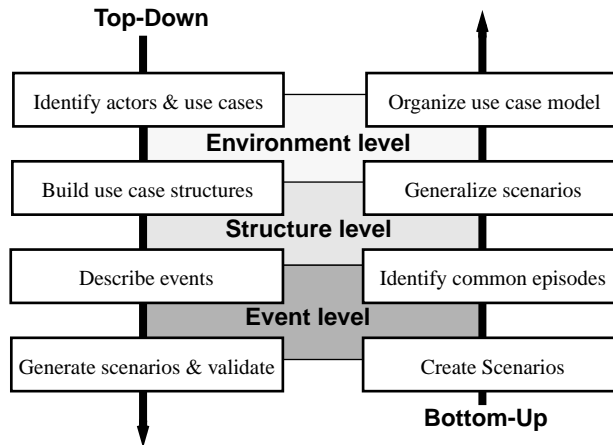 Top-Down
Identify actors & use cases
Organize use case model
Environment level
Build use case structures
Generalize scenarios
Structure level
Describe events
Identify common episodes
Event level
Generate scenarios & validate
Create Scenarios
Bottom-Up